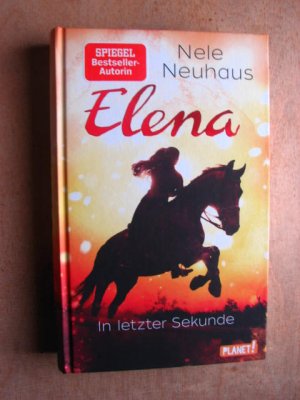 SPIEGEL
Bestseller-
Autorin
Nele
Neuhaus
Elena
In letzter Sekunde
PLANET!